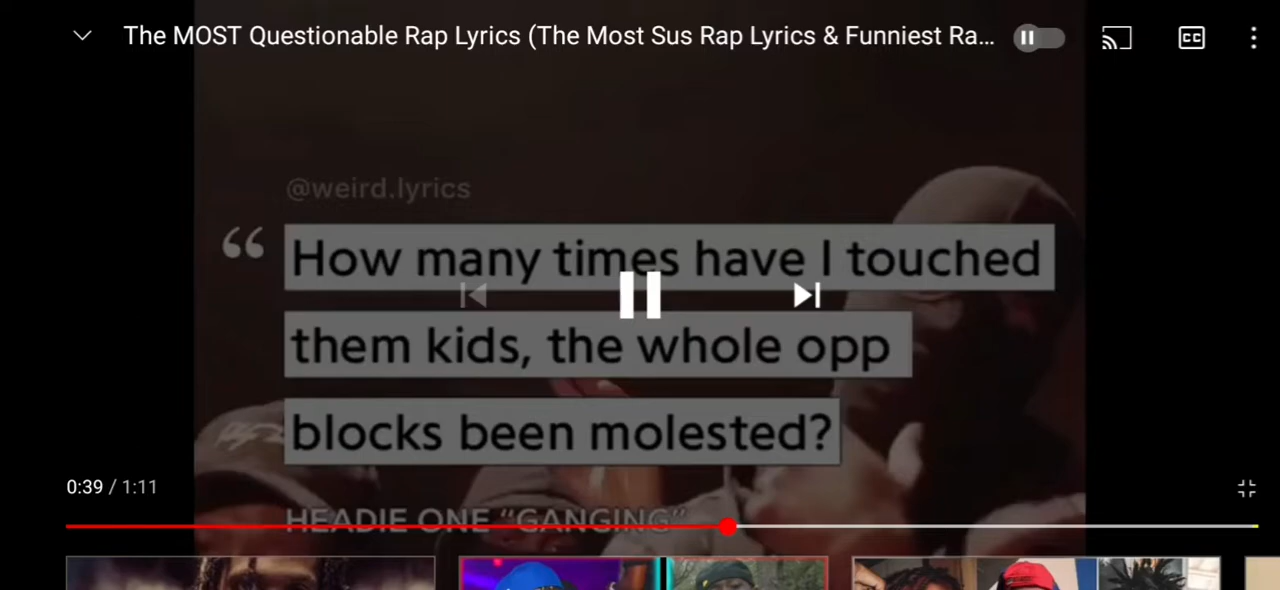 The MOST Questionable Rap Lyrics (The Most Sus Rap Lyrics & Funniest Ra...
CC
@weird.lyrics
“
How many times have I touched
them kids, the whole opp
blocks been molested?
0:39 / 1:11
HEADIE ONE “GANGING”